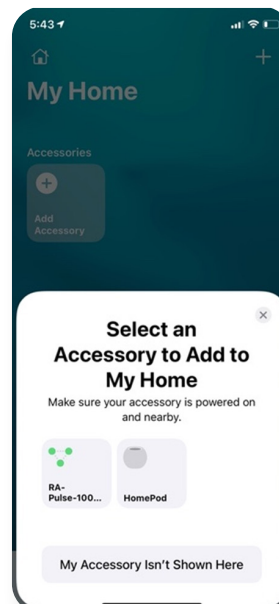 5:43
My Home
Accessories
Add
Accessory
Select an
Accessory to Add to
My Home
Make sure your accessory is powered on
and nearby.
RA-
Pulse-100...
HomePod
My Accessory Isn't Shown Here